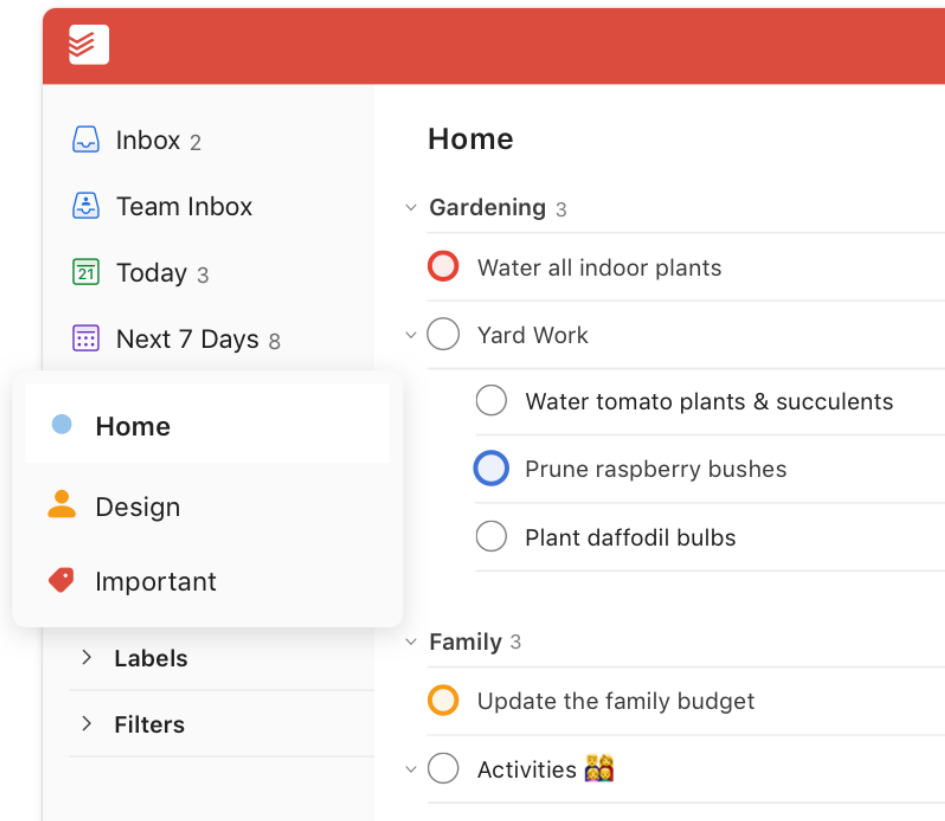 Inbox 2
Team Inbox
21
Today 3
Next 7 Days 8
Home
Design
Important
Labels
Filters
Home
Gardening 3
Water all indoor plants
Yard Work
Water tomato plants & succulents
Prune raspberry bushes
Plant daffodil bulbs
Family 3
Update the family budget
Activities 👨‍👩‍👧‍👦